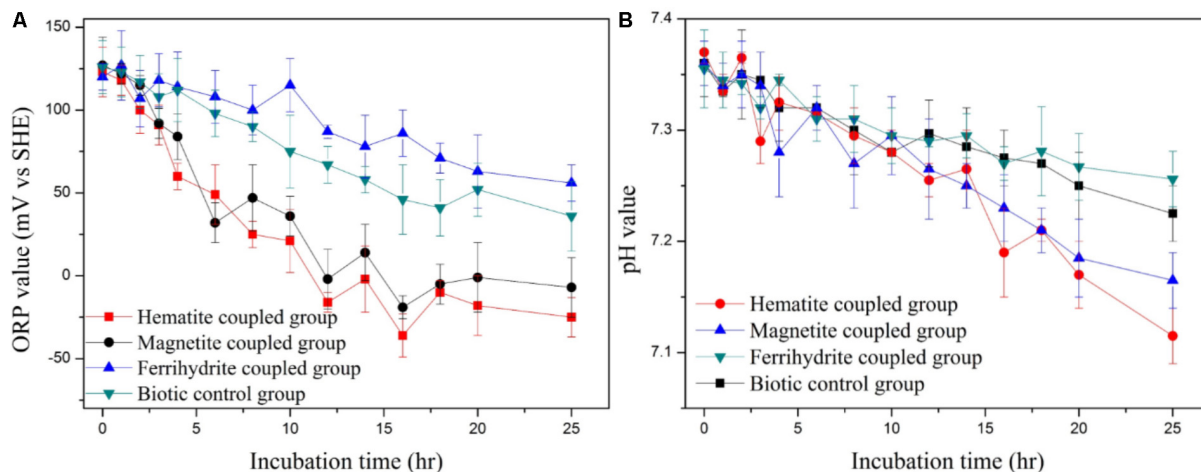 A
ORP value (mV vs SHE)
150
100
50
0
-50
Hematite coupled group
Magnetite coupled group
Ferrihydrite coupled group
Biotic control group
0
5
10
15
20
25
Incubation time (hr)
B
pH value
7.4
7.3
7.2
7.1
Hematite coupled group
Magnetite coupled group
Ferrihydrite coupled group
Biotic control group
0
5
10
15
20
25
Incubation time (hr)